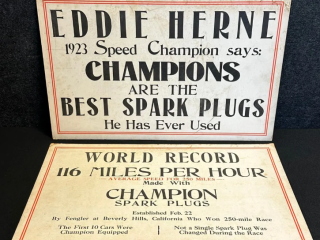 EDDIE HERNE
1923 Speed Champion says:
CHAMPIONS
ARE THE
BEST SPARK PLUGS
He Has Ever Used
WORLD RECORD
116 MILES PER HOUR
AVERAGE SPEED FOR 250 MILES
Made With
CHAMPION
SPARK PLUGS
Established Feb. 22
By Fengler at Beverly Hills, California Who Won 250-mile Race
The First 10 Cars Were
Champion Equipped
Not a Single Spark Plug Was
Changed During the Race